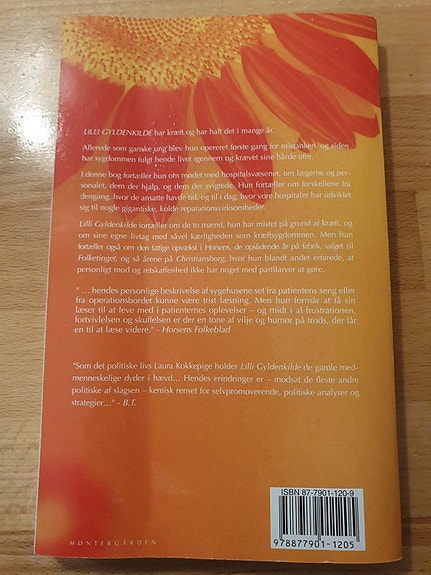 LILLI GYLDENKILDE har kræft og har haft det i mange år.
Allerede som ganske ung blev hun opereret første gang for mistanken, og siden
har sygdommen fulgt hende livet igennem og krævet sine hårde ofre.
I denne bog fortæller hun om mødet med hospitalsvæsenet, om lægerne og per-
sonalet, dem der hjalp, og dem der svigtede. Hun fortæller om forskellene fra
dengang, hvor de ansatte havde tid, og til i dag, hvor vore hospitaler har udviklet
sig til nogle gigantiske, kolde reparationsvirksomheder.
Lilli Gyldenkilde fortæller om de to mænd, hun har mistet på grund af kræft, og
om sine egne livtag med såvel kærligheden som kræftsygdommen. Men hun
fortæller også om den fattige opvækst i Horsens, de opslidende år på fabrik, valget til
Folketinget, og så årene på Christiansborg, hvor hun blandt andet erfarede, at
personligt mod og retskaffenhed ikke har noget med partifarver at gøre.
" ... hendes personlige beskrivelse af sygehusene set fra patientens seng eller
fra operationsbordet kunne være trist læsning. Men hun formår at få sin
læser til at leve med i patienternes oplevelser – og midt i al frustrationen,
fortvivlelsen og skuffelsen er der en tone af vilje og humør på trods, der får
en til at læse videre." - Horsens Folkeblad
"Som det politiske livs Laura Kokkepige holder Lilli Gyldenkilde de gamle med-
menneskelige dyder i hævd... Hendes erindringer er – modsat de fleste andre
politiske af slagsen – kemisk renset for selvpromoverende, politiske analyser og
strategier..." - B.T.
ISBN 87-7901-120-9
978877901-1205
MONTERGÅRDEN